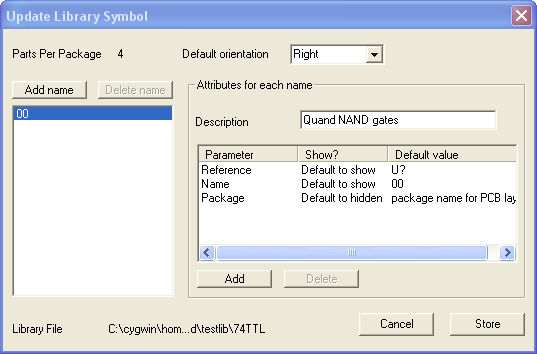 Update Library Symbol
Parts Per Package 4 Default orientation Right
Add name Delete name
00
Attributes for each name
Description Quand NAND gates
Parameter Show? Default value
Reference Default to show U?
Name Default to show 00
Package Default to hidden package name for PCB lay
Add Delete
Library File C:\cygwin\hom...d\testlib\74TTL
Cancel Store